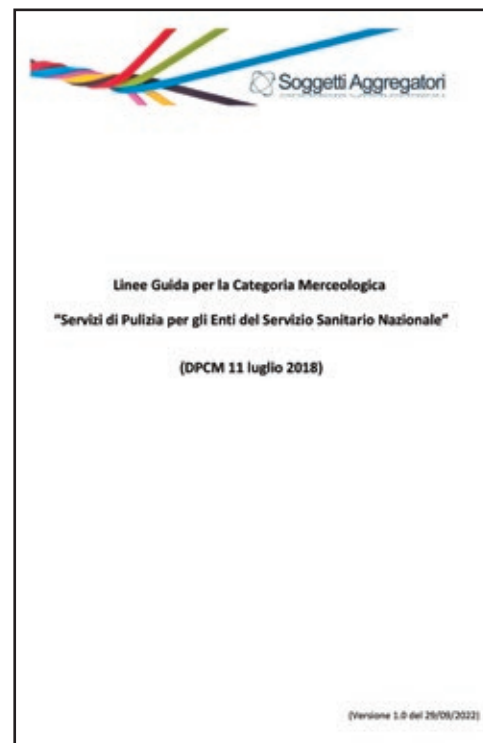 Soggetti Aggregatori
Linee Guida per la Categoria Merceologica
"Servizi di Pulizia per gli Enti del Servizio Sanitario Nazionale"
(DPCM 11 luglio 2018)
(Versione 1.0 del 29/09/2022)